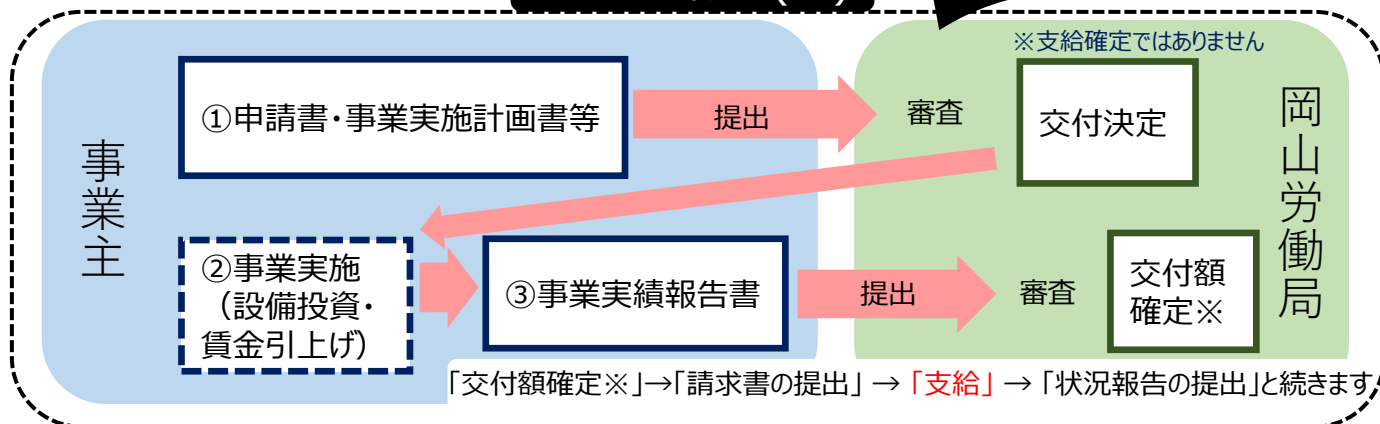 ※支給確定ではありません
事業主
①申請書・事業実施計画書等
提出
審査
交付決定
岡山労働局
②事業実施
（設備投資・
賃金引上げ）
③事業実績報告書
提出
審査
交付額
確定※
「交付額確定※」→「請求書の提出」 → 「支給」 → 「状況報告の提出」と続きます